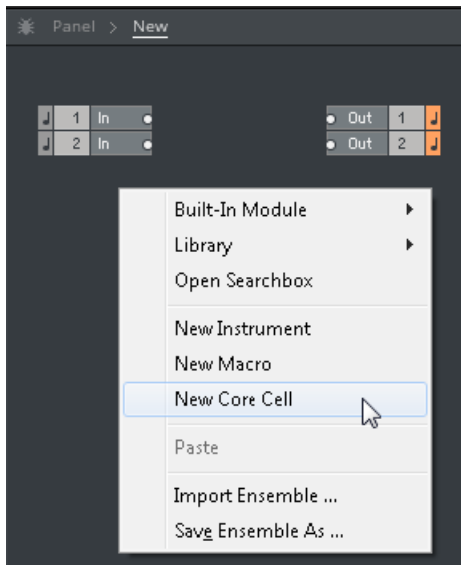 Panel > New
1 In Out 1
2 In Out 2
Built-In Module
Library
Open Searchbox
New Instrument
New Macro
New Core Cell
Paste
Import Ensemble ...
Save Ensemble As ...